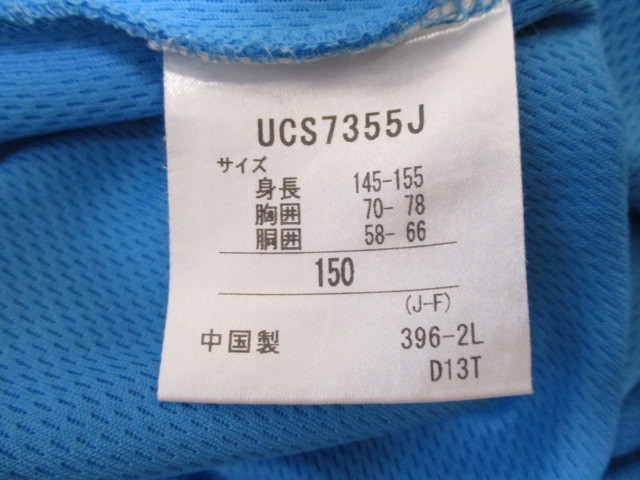 UCS7355J
サイズ
身長 145-155
胸囲 70- 78
胴囲 58- 66
150
(J-F)
中国製 396-2L
D13T